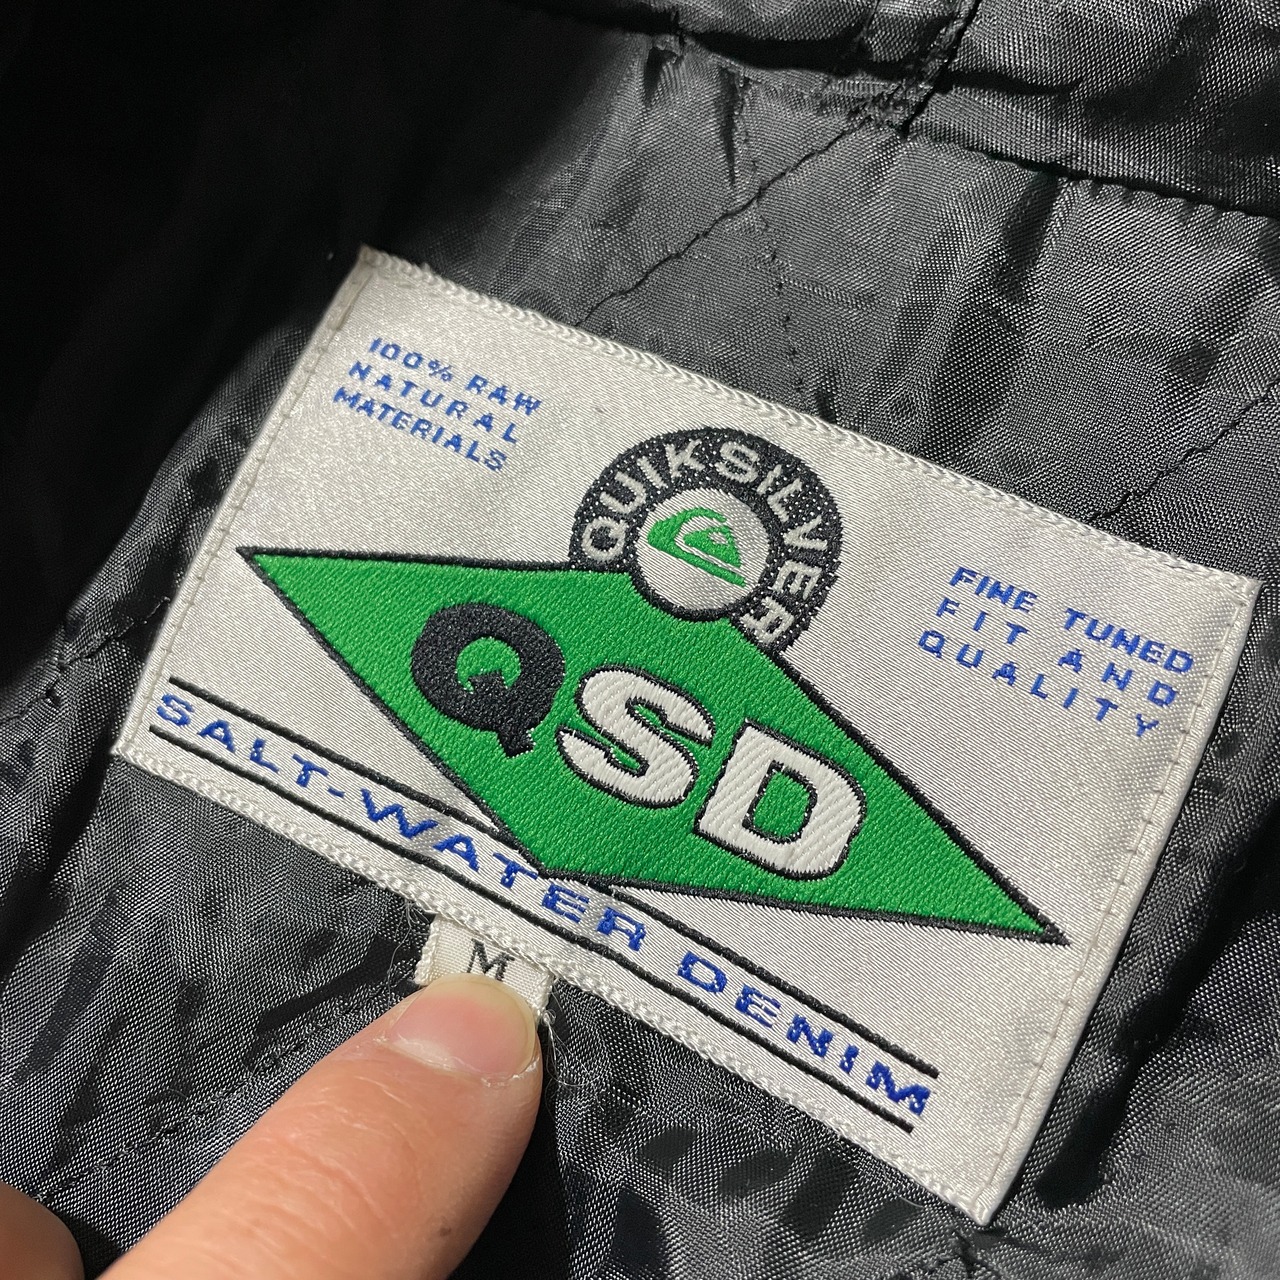 100% RAW
NATURAL
MATERIALS
QUIKSILVER
FINE TUNED
FIT AND
QUALITY
QSD
SALT-WATER DENIM
M